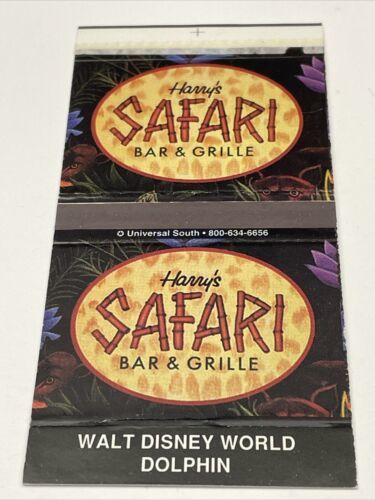 Harry's
SAFARI
BAR & GRILLE
© Universal South • 800-634-6656
Harry's
SAFARI
BAR & GRILLE
WALT DISNEY WORLD
DOLPHIN